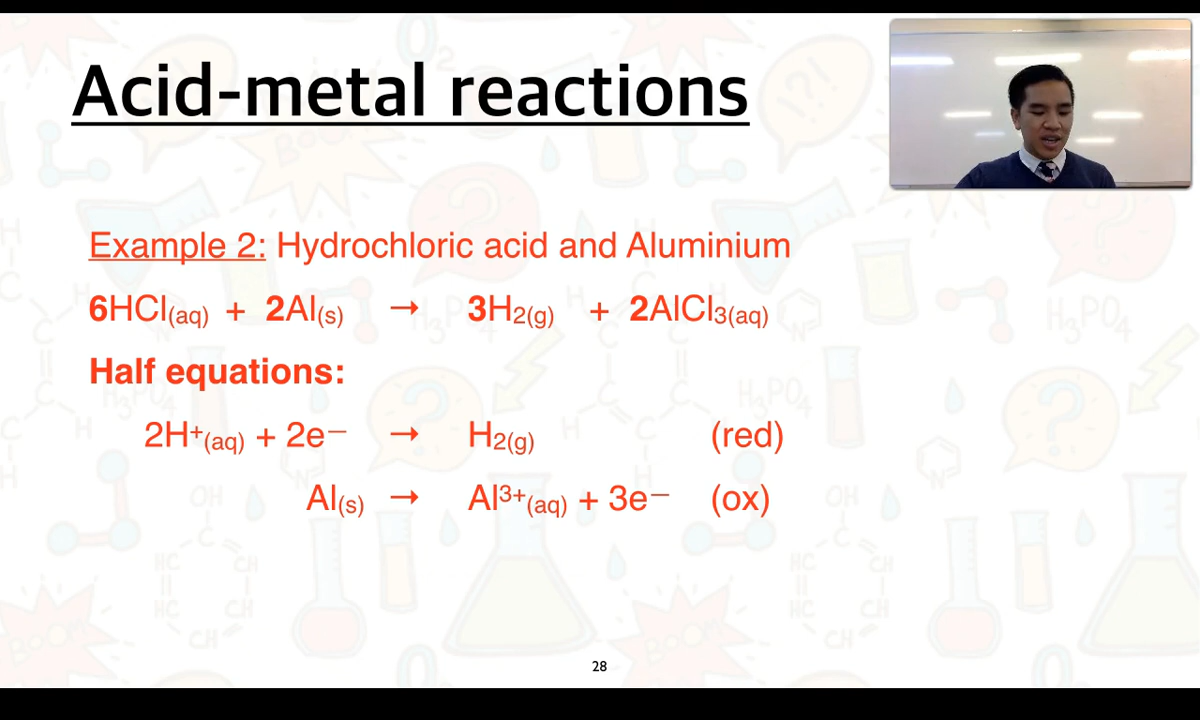 Acid-metal reactions
Example 2: Hydrochloric acid and Aluminium
6HCl(aq) + 2Al(s) → 3H2(g) + 2AlCl3(aq)
Half equations:
2H+(aq) + 2e− → H2(g) (red)
Al(s) → Al3+(aq) + 3e− (ox)
28